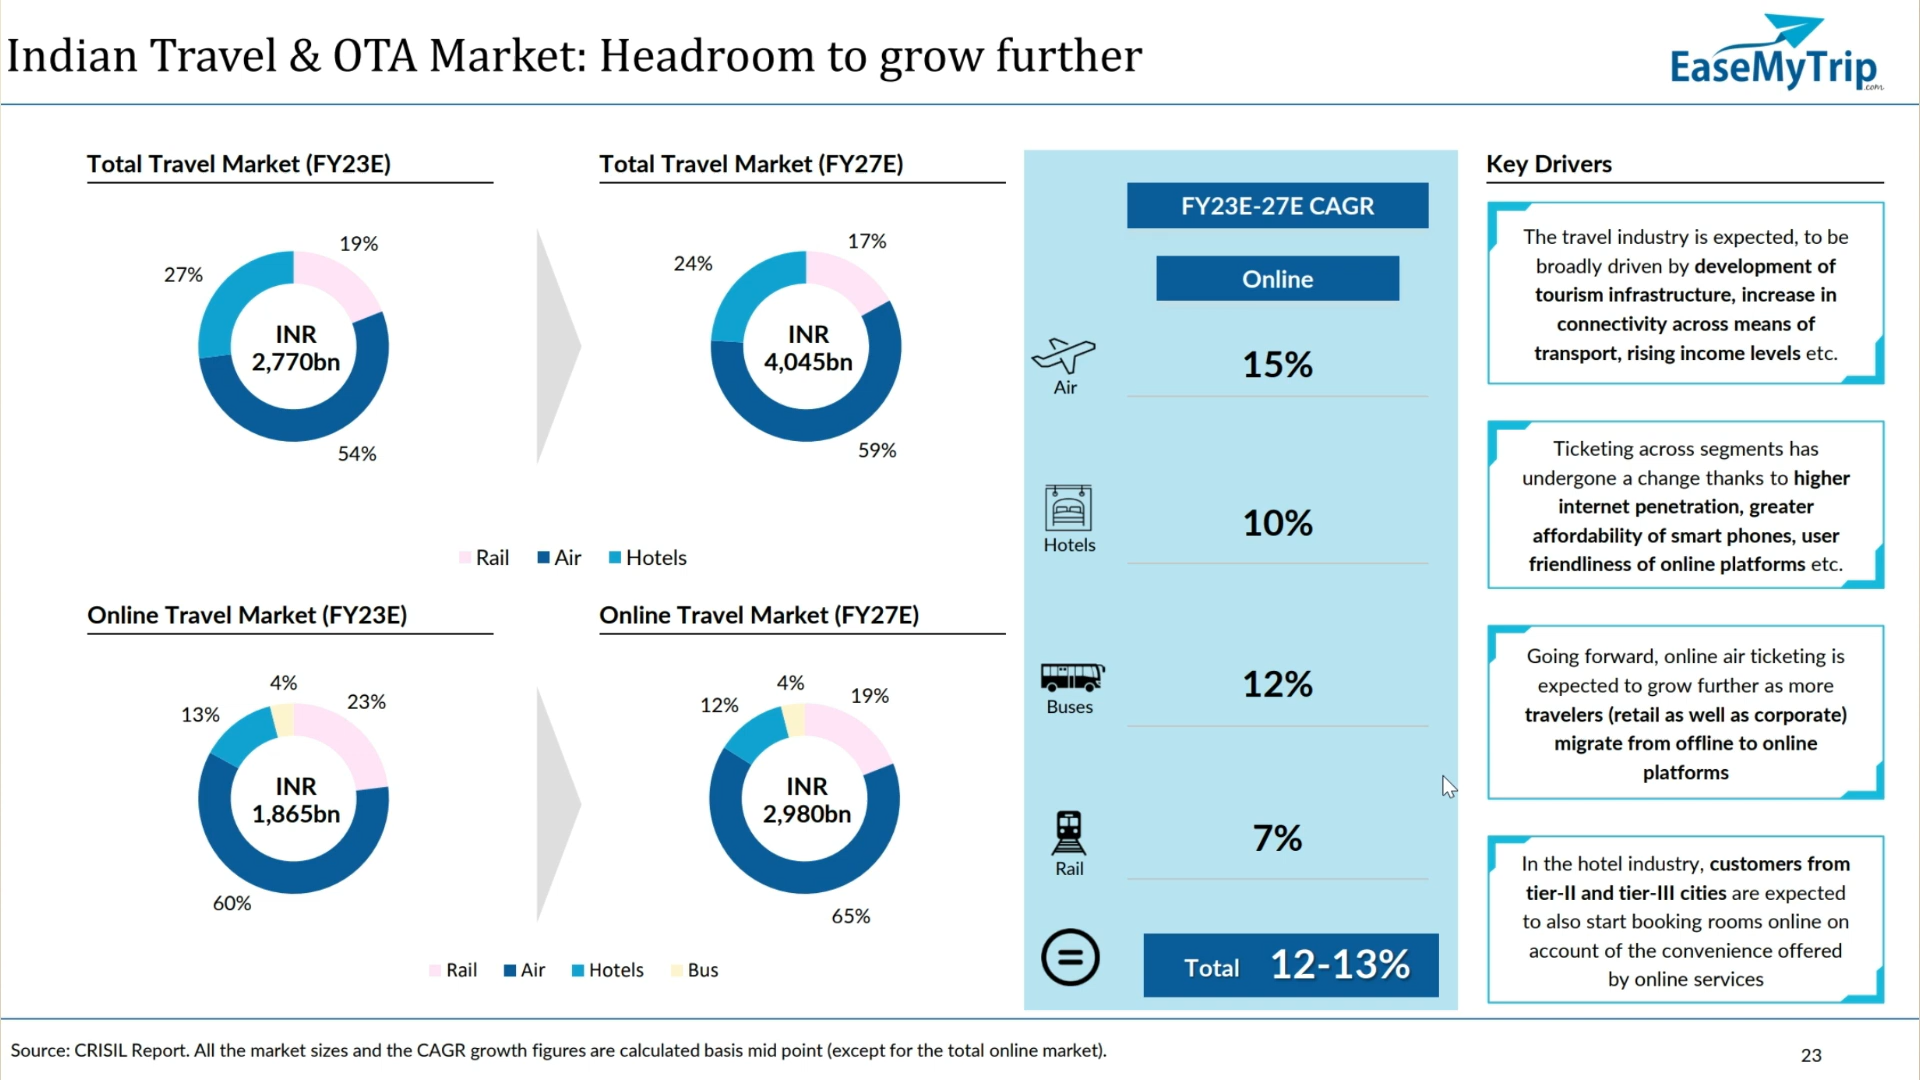 Indian Travel & OTA Market: Headroom to grow further
EaseMyTrip
.com
Total Travel Market (FY23E)
19%
27%
INR
2,770bn
54%
Total Travel Market (FY27E)
17%
24%
INR
4,045bn
59%
Rail Air Hotels
Online Travel Market (FY23E)
4%
23%
13%
INR
1,865bn
60%
Online Travel Market (FY27E)
4%
19%
12%
INR
2,980bn
65%
Rail Air Hotels Bus
FY23E-27E CAGR
Online
Air
15%
Hotels
10%
Buses
12%
Rail
7%
Total 12-13%
Key Drivers
The travel industry is expected, to be
broadly driven by development of
tourism infrastructure, increase in
connectivity across means of
transport, rising income levels etc.
Ticketing across segments has
undergone a change thanks to higher
internet penetration, greater
affordability of smart phones, user
friendliness of online platforms etc.
Going forward, online air ticketing is
expected to grow further as more
travelers (retail as well as corporate)
migrate from offline to online
platforms
In the hotel industry, customers from
tier-II and tier-III cities are expected
to also start booking rooms online on
account of the convenience offered
by online services
Source: CRISIL Report. All the market sizes and the CAGR growth figures are calculated basis mid point (except for the total online market).
23